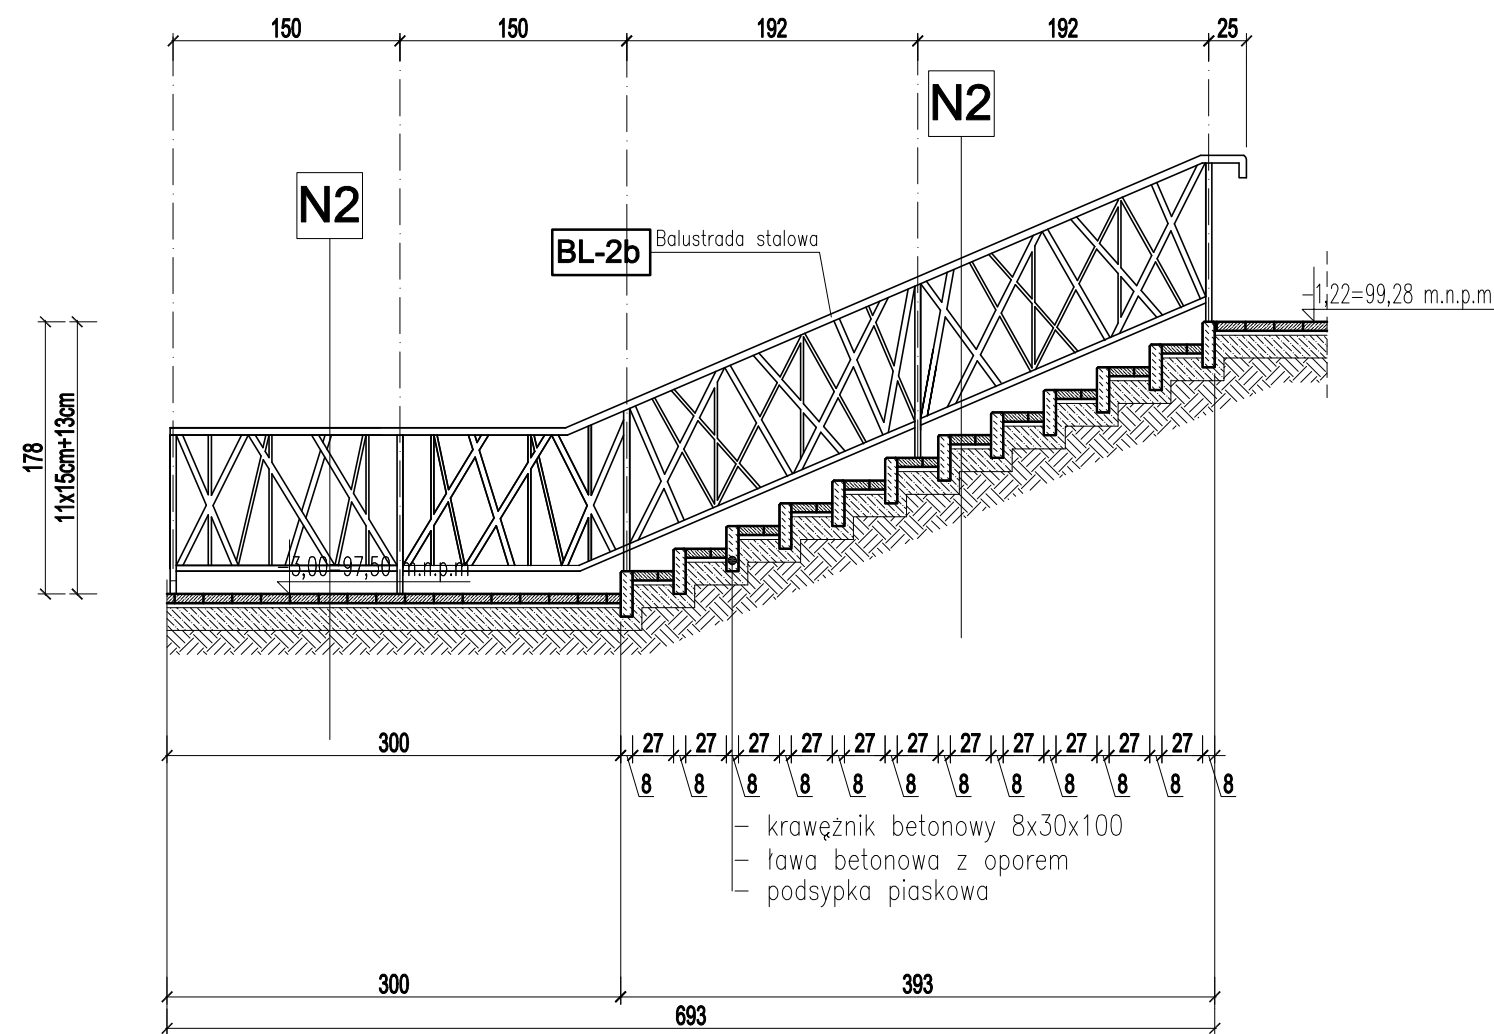 150 150 192 192 25
N2
N2
BL-2b Balustrada stalowa
-1,22=99,28 m.n.p.m
178
11x15cm+13cm
-3,00=97,50 m.n.p.m
300 27 27 27 27 27 27 27 27 27 27 27
8 8 8 8 8 8 8 8 8 8 8 8
- krawężnik betonowy 8x30x100
- ława betonowa z oporem
- podsypka piaskowa
300 393
693